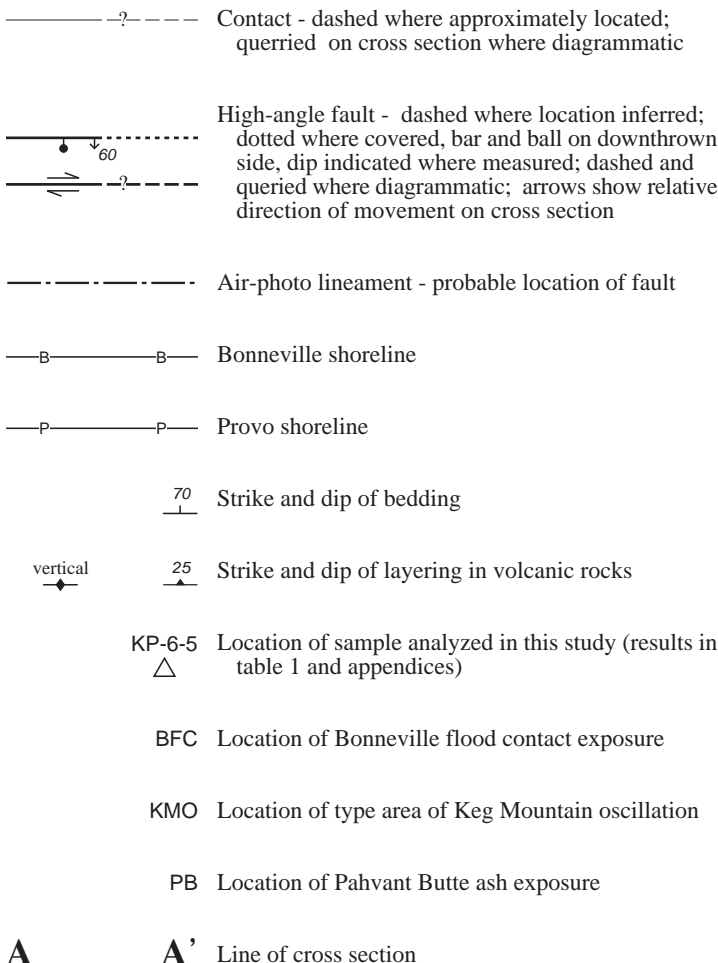 ?
Contact - dashed where approximately located;
querried on cross section where diagrammatic
High-angle fault - dashed where location inferred;
dotted where covered, bar and ball on downthrown
60
side, dip indicated where measured; dashed and
?
queried where diagrammatic; arrows show relative
direction of movement on cross section
Air-photo lineament - probable location of fault
B B Bonneville shoreline
P P Provo shoreline
70 Strike and dip of bedding
vertical 25 Strike and dip of layering in volcanic rocks
KP-6-5 Location of sample analyzed in this study (results in
table 1 and appendices)
BFC Location of Bonneville flood contact exposure
KMO Location of type area of Keg Mountain oscillation
PB Location of Pahvant Butte ash exposure
A A’ Line of cross section